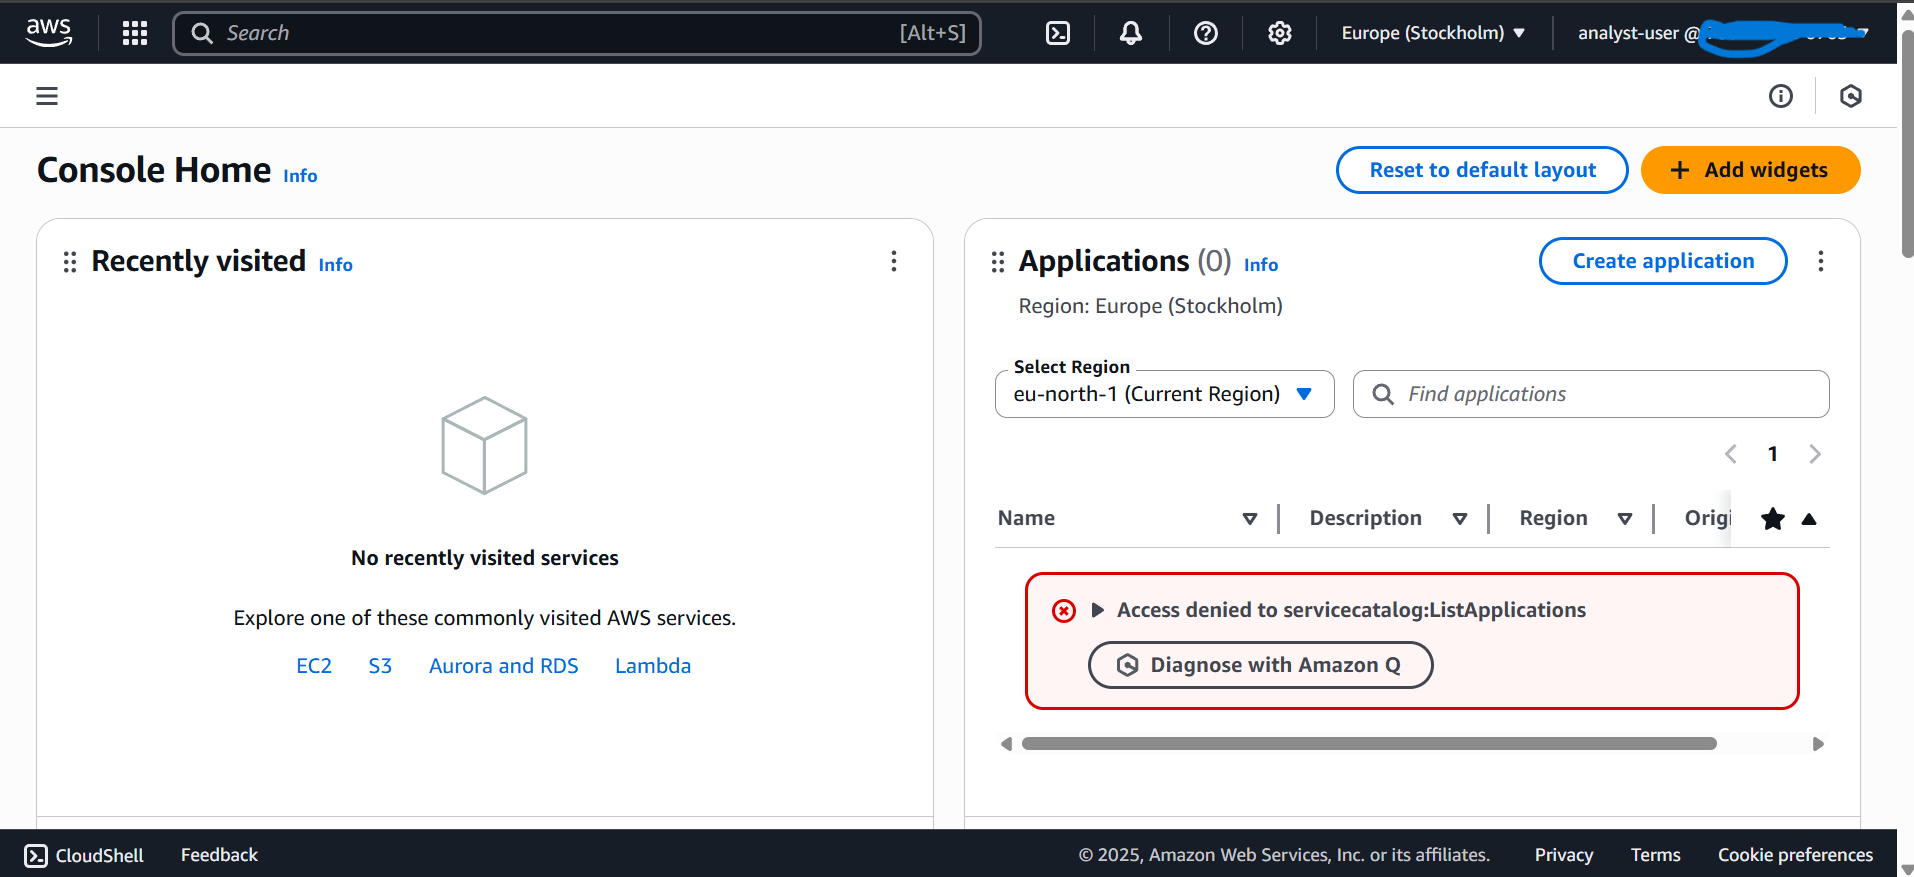 aws
Search [Alt+S]
Europe (Stockholm)
analyst-user @
Console Home Info
Reset to default layout
Add widgets
Recently visited Info
No recently visited services
Explore one of these commonly visited AWS services.
EC2 S3 Aurora and RDS Lambda
Applications (0) Info
Create application
Region: Europe (Stockholm)
Select Region
eu-north-1 (Current Region)
Find applications
1
Name Description Region Origi
Access denied to servicecatalog:ListApplications
Diagnose with Amazon Q
CloudShell Feedback © 2025, Amazon Web Services, Inc. or its affiliates. Privacy Terms Cookie preferences